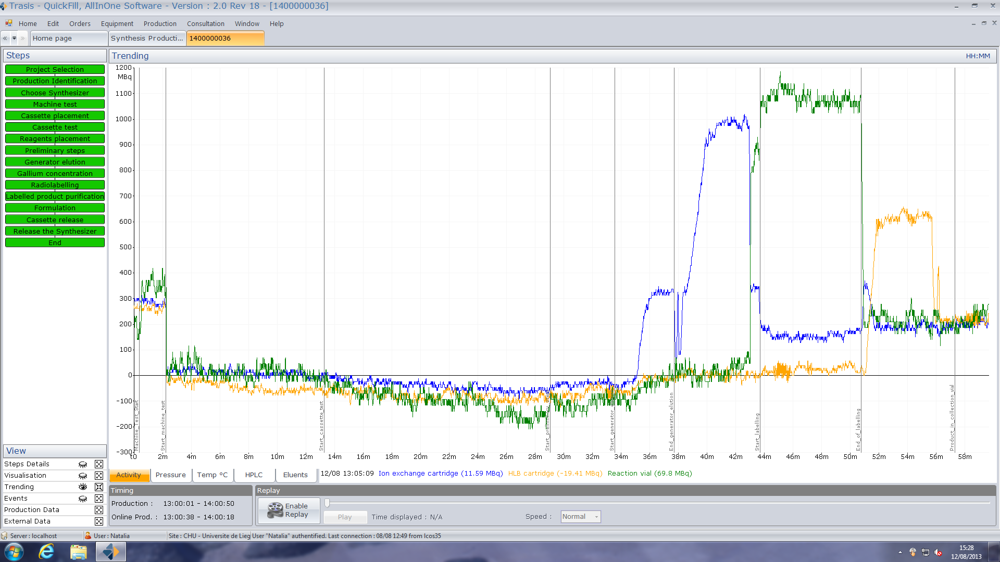 Trasis - QuickFill, AllInOne Software - Version : 2.0 Rev 18 - [1400000036]
Home Edit Orders Equipment Production Consultation Window Help
Home page Synthesis Producti... 1400000036
Steps
Project Selection
Production Identification
Choose Synthesizer
Machine test
Cassette placement
Cassette test
Reagents placement
Preliminary steps
Generator elution
Gallium concentration
Radiolabelling
Labelled product purification
Formulation
Cassette release
Release the Synthesizer
End
View
Steps Details
Visualisation
Trending
Events
Production Data
External Data
Trending HH:MM
1200
MBq
1100
1000
900
800
700
600
500
400
300
200
100
0
-100
-200
-300
Machine_Test_Start
Start_machine_test
Start_cassette_test
End_generator_elution
Start_labelling
End_of_labelling
Product_in_collection_vial
t0 2m 4m 6m 8m 10m 12m 14m 16m 18m 20m 22m 24m 26m 28m 30m 32m 34m 36m 38m 40m 42m 44m 46m 48m 50m 52m 54m 56m 58m
Activity Pressure Temp °C HPLC Eluents 12/08 13:05:09 Ion exchange cartridge (11.59 MBq) HLB cartridge (-19.41 MBq) Reaction vial (69.8 MBq)
Timing
Production : 13:00:01 - 14:00:50
Online Prod. : 13:00:38 - 14:00:18
Replay
Enable
Replay
Play Time displayed : N/A Speed : Normal
Server : localhost User : Natalia Site : CHU - Universite de Lieg User "Natalia" authentified. Last connection : 08/08 12:49 from Icos35
15:28
12/08/2013